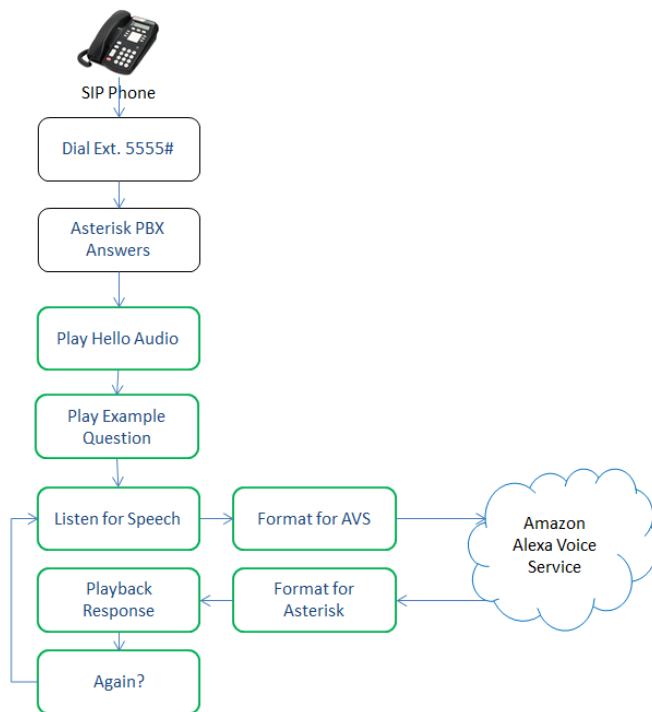 SIP Phone
Dial Ext. 5555#
Asterisk PBX
Answers
Play Hello Audio
Play Example
Question
Listen for Speech
Format for AVS
Amazon
Alexa Voice
Service
Playback
Response
Format for
Asterisk
Again?